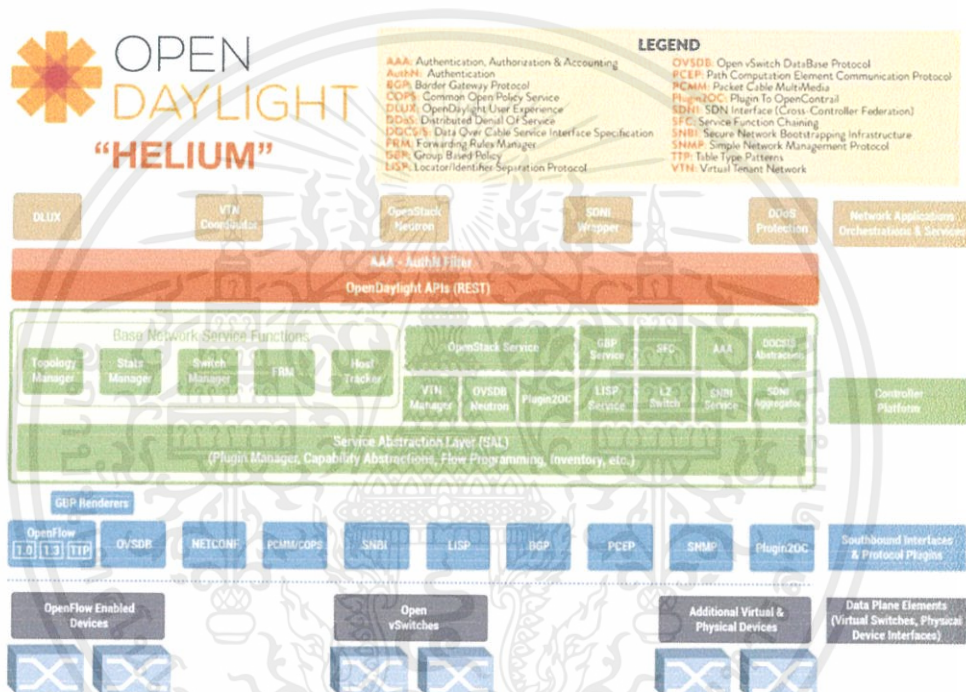 OPEN
DAYLIGHT
"HELIUM"
LEGEND
AAA: Authentication, Authorization & Accounting
AuthN: Authentication
BGP: Border Gateway Protocol
COPS: Common Open Policy Service
DLUX: OpenDaylight User Experience
DDoS: Distributed Denial Of Service
DOCSIS: Data Over Cable Service Interface Specification
FRM: Forwarding Rules Manager
GBP: Group Based Policy
LISP: Locator/Identifier Separation Protocol
OVSDB: Open vSwitch DataBase Protocol
PCEP: Path Computation Element Communication Protocol
PCMM: Packet Cable MultiMedia
Plugin2OC: Plugin To OpenContrail
SDNI: SDN Interface (Cross-Controller Federation)
SFC: Service Function Chaining
SNBI: Secure Network Bootstrapping Infrastructure
SNMP: Simple Network Management Protocol
TTP: Table Type Patterns
VTN: Virtual Tenant Network
DLUX
VTN
Coordinator
OpenStack
Neutron
SDNI
Wrapper
DDoS
Protection
Network Applications
Orchestrations & Services
AAA - AuthN Filter
OpenDaylight APIs (REST)
Base Network Service Functions
Topology
Manager
Stats
Manager
Switch
Manager
FRM
Host
Tracker
OpenStack Service
GBP
Service
SFC
AAA
DOCSIS
Abstraction
VTN
Manager
OVSDB
Neutron
Plugin2OC
LISP
Service
L2
Switch
SNBI
Service
SDNI
Aggregator
Controller
Platform
Service Abstraction Layer (SAL)
(Plugin Manager, Capability Abstractions, Flow Programming, Inventory, etc.)
GBP Renderers
OpenFlow
1.0 1.3 TTP
OVSDB
NETCONF
PCMM/COPS
SNBI
LISP
BGP
PCEP
SNMP
Plugin2OC
Southbound Interfaces
& Protocol Plugins
OpenFlow Enabled
Devices
Open
vSwitches
Additional Virtual &
Physical Devices
Data Plane Elements
(Virtual Switches, Physical
Device Interfaces)